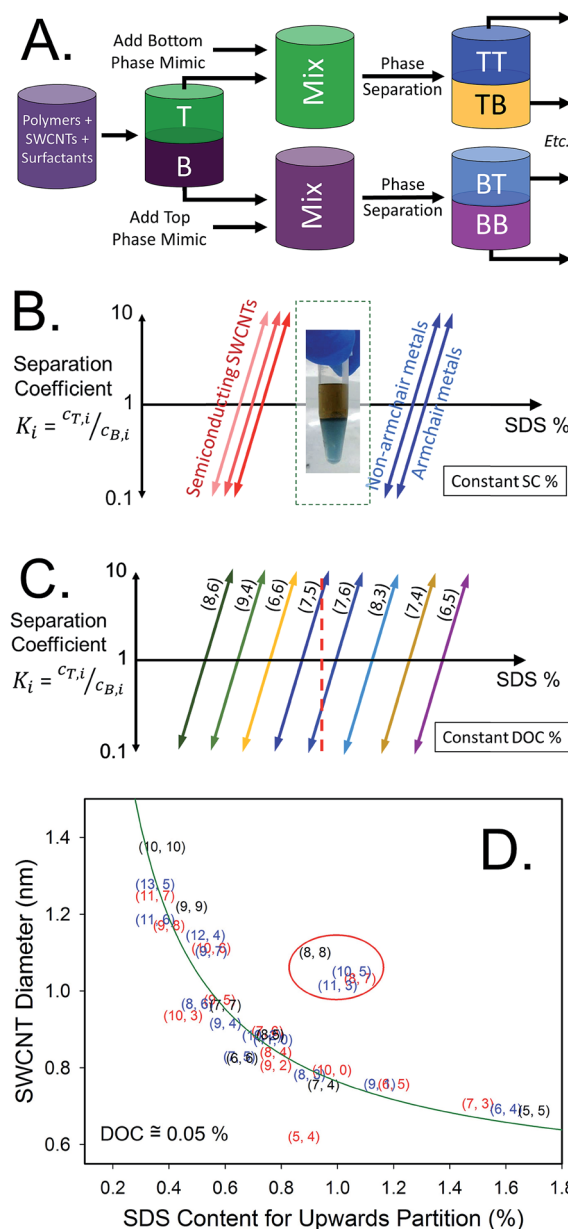 A.
Add Bottom
Phase Mimic
Polymers +
SWCNTs +
Surfactants
T
B
Add Top
Phase Mimic
Mix
Mix
Phase
Separation
Phase
Separation
TT
TB
Etc.
BT
BB
B.
10
Separation
Coefficient
K_i = c_T,i/c_B,i
1
0.1
Semiconducting SWCNTs
Non-armchair metals
Armchair metals
SDS %
Constant SC %
C.
10
Separation
Coefficient
K_i = c_T,i/c_B,i
1
0.1
(8,6)
(9,4)
(6,6)
(7,5)
(7,6)
(8,3)
(7,4)
(6,5)
SDS %
Constant DOC %
D.
SWCNT Diameter (nm)
1.4
1.2
1.0
0.8
0.6
(10, 10)
(13, 5)
(11, 7)
(9, 9)
(11, 6)
(9, 8)
(12, 4)
(9, 7)
(8, 8)
(10, 5)
(8, 7)
(11, 3)
(8, 6)
(9, 5)
(7, 7)
(10, 3)
(9, 4)
(6, 6)
(8, 4)
(9, 2)
(10, 0)
(7, 4)
(7, 3)
(6, 4)
(5, 5)
(5, 4)
DOC ≅ 0.05 %
0.2
0.4
0.6
0.8
1.0
1.2
1.4
1.6
1.8
SDS Content for Upwards Partition (%)